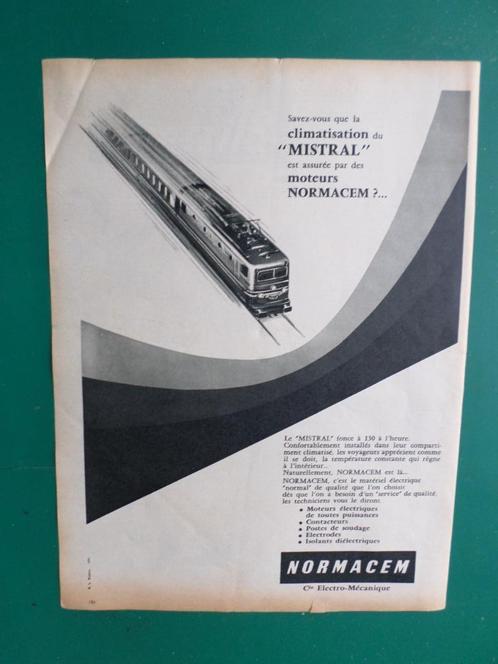 Savez-vous que la
climatisation du
"MISTRAL"
est assurée par des
moteurs
NORMACEM ?...
Le "MISTRAL" fonce à 150 à l'heure.
Confortablement installés dans leur comparti-
ment climatisé, les voyageurs apprécient comme
il se doit, la température constante qui règne
à l'intérieur...
Naturellement, NORMACEM est là...
NORMACEM, c'est le matériel électrique
"normal" de qualité que l'on choisit
dès que l'on a besoin d'un "service" de qualité,
les techniciens vous le diront.
• Moteurs électriques
de toutes puissances
• Contacteurs
• Postes de soudage
• Electrodes
• Isolants diélectriques
NORMACEM
Cie Electro-Mécanique